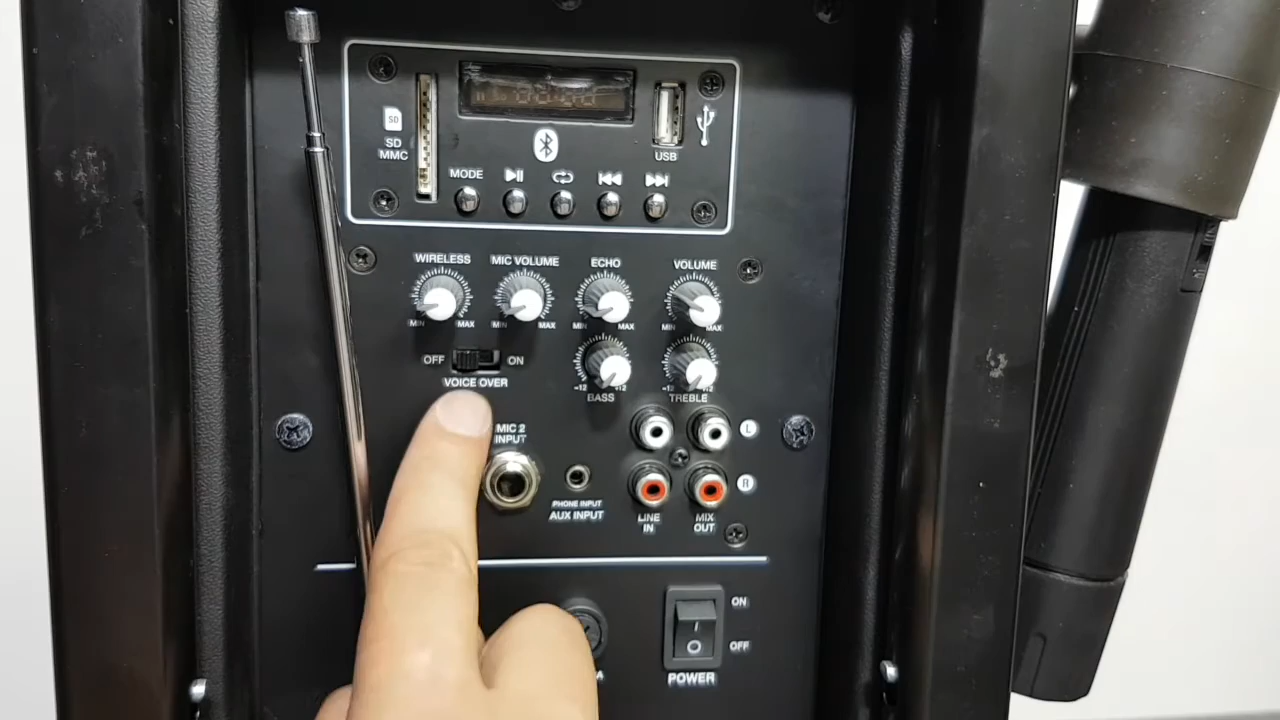 SD
SD
MMC
USB
MODE
WIRELESS
MIC VOLUME
ECHO
VOLUME
MIN
MAX
MIN
MAX
MIN
MAX
MIN
MAX
OFF
ON
VOICE OVER
-12
+12
BASS
TREBLE
MIC 2
INPUT
L
R
PHONE INPUT
AUX INPUT
LINE
IN
MIX
OUT
ON
OFF
POWER